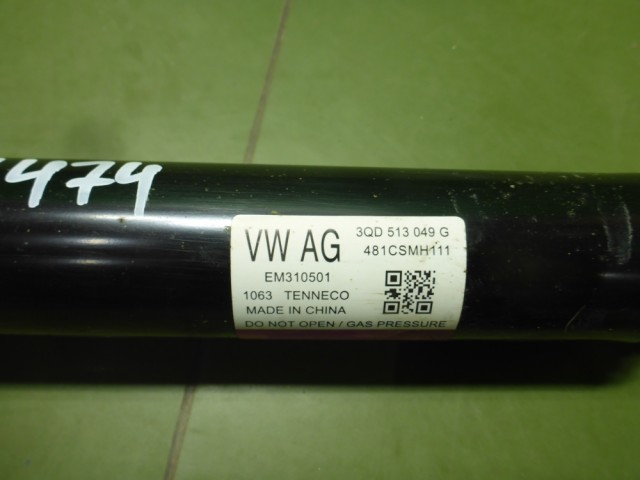 474
VW AG
3QD 513 049 G
481CSMH111
EM310501
1063 TENNECO
MADE IN CHINA
DO NOT OPEN / GAS PRESSURE